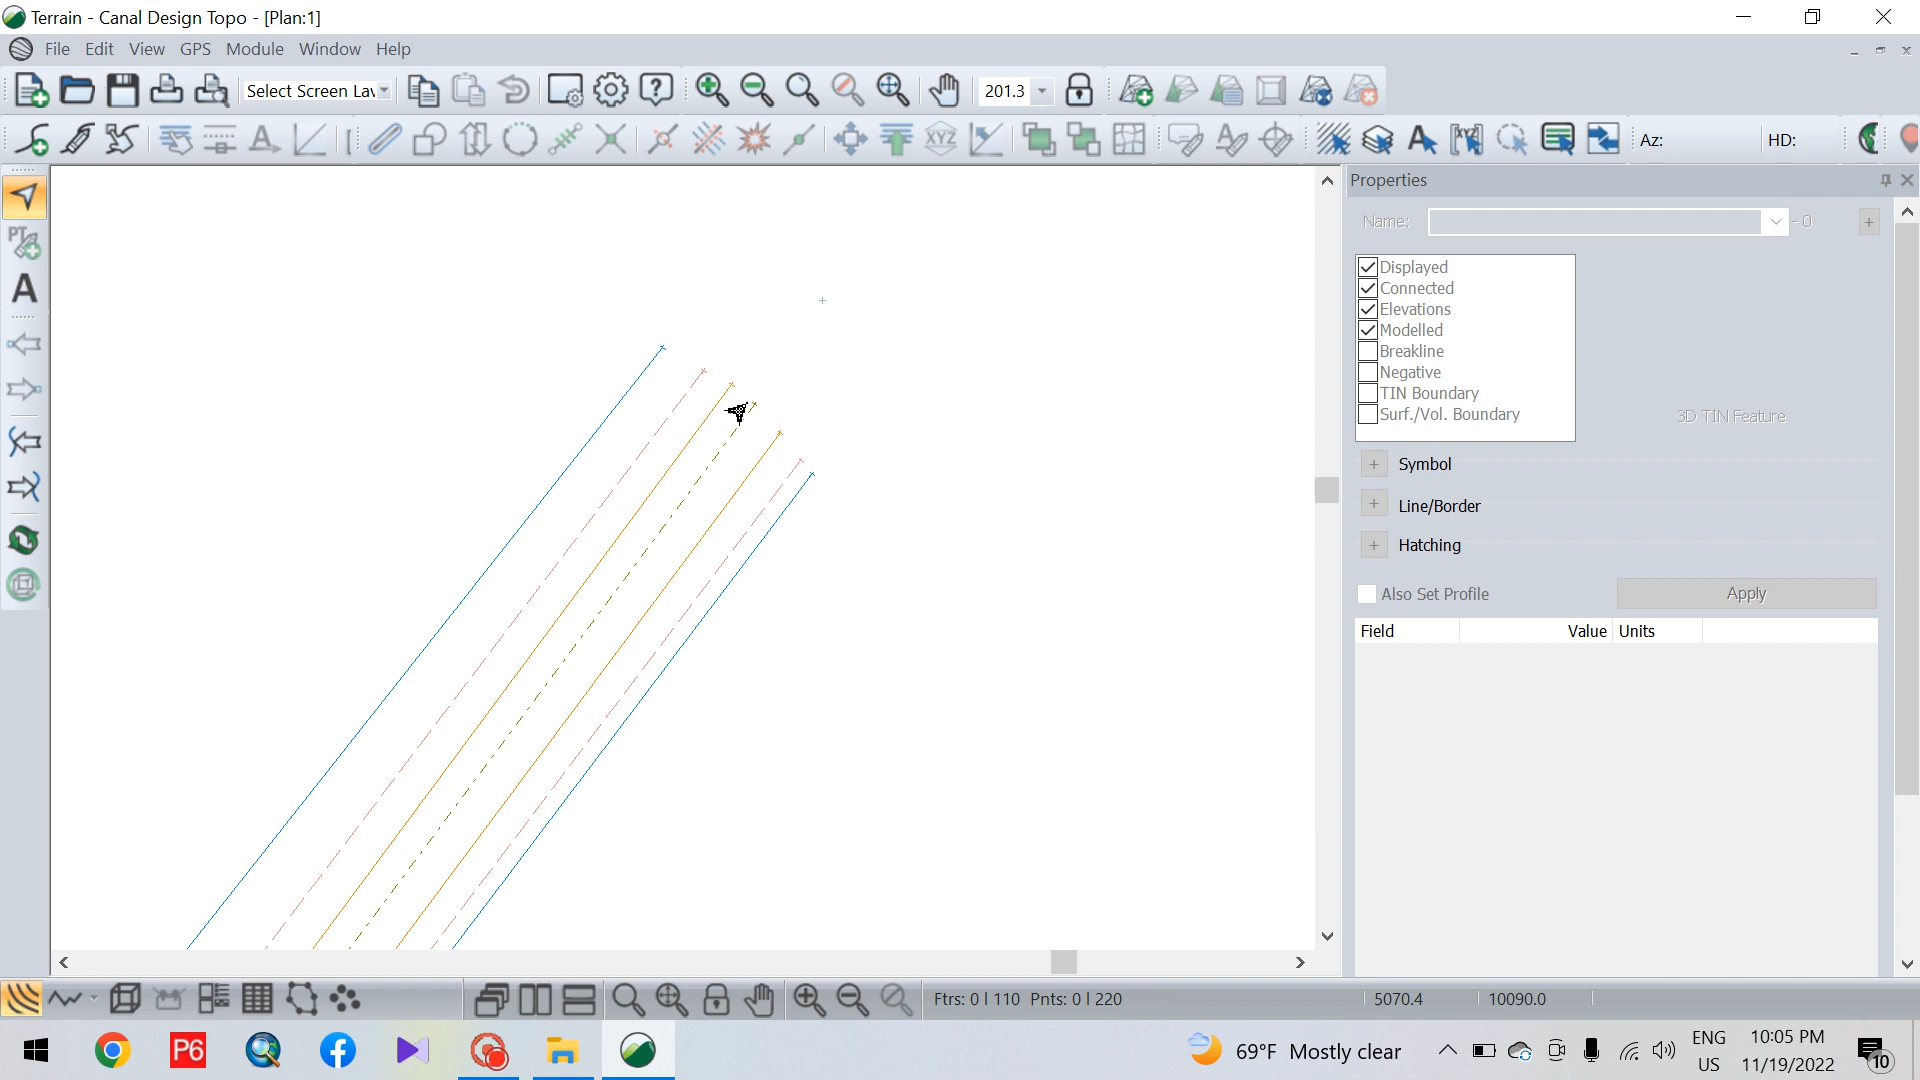 Terrain - Canal Design Topo - [Plan:1]
File Edit View GPS Module Window Help
Select Screen Lay
201.3
Az:
HD:
PT
A
Properties
Name:
- 0
Displayed
Connected
Elevations
Modelled
Breakline
Negative
TIN Boundary
Surf./Vol. Boundary
3D TIN Feature
Symbol
Line/Border
Hatching
Also Set Profile
Apply
Field Value Units
Ftrs: 0 | 110 Pnts: 0 | 220
5070.4
10090.0
P6
69°F Mostly clear
ENG
US
10:05 PM
11/19/2022
10